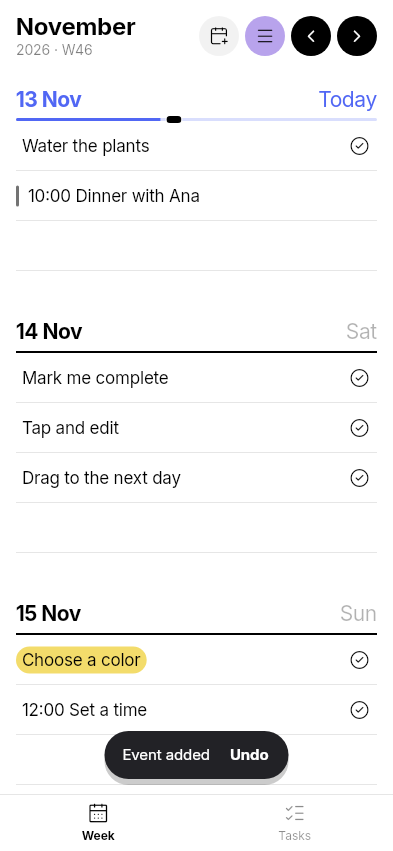 November
2026 · W46
13 Nov
Today
Water the plants
10:00 Dinner with Ana
14 Nov
Sat
Mark me complete
Tap and edit
Drag to the next day
15 Nov
Sun
Choose a color
12:00 Set a time
Event added
Undo
Week
Tasks